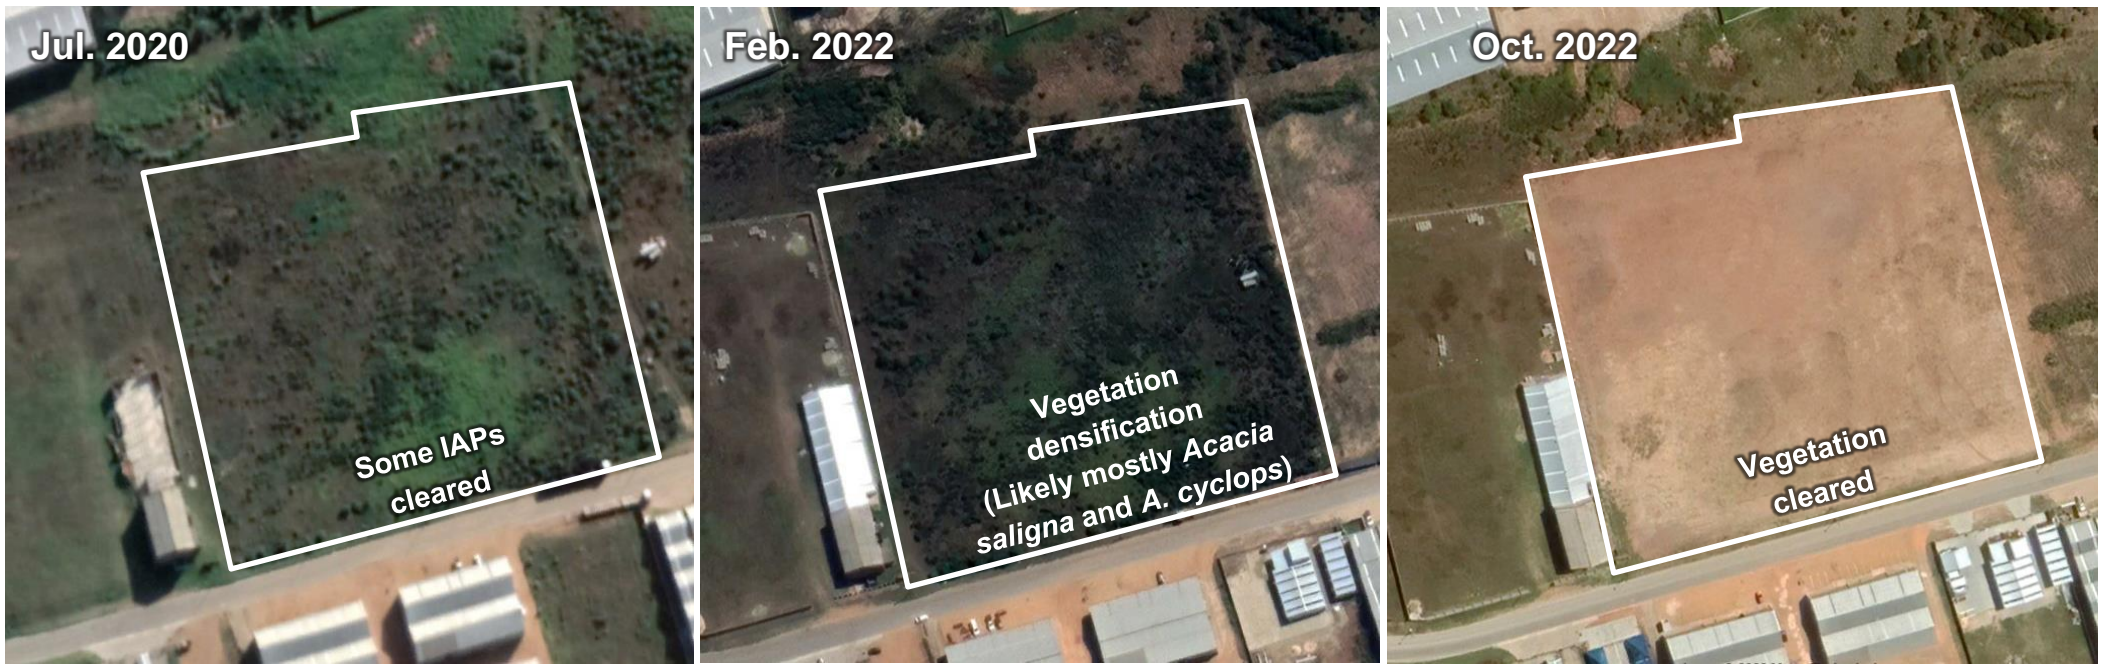 Jul. 2020
Some IAPs
cleared
Feb. 2022
Vegetation
densification
(Likely mostly Acacia
saligna and A. cyclops)
Oct. 2022
Vegetation
cleared